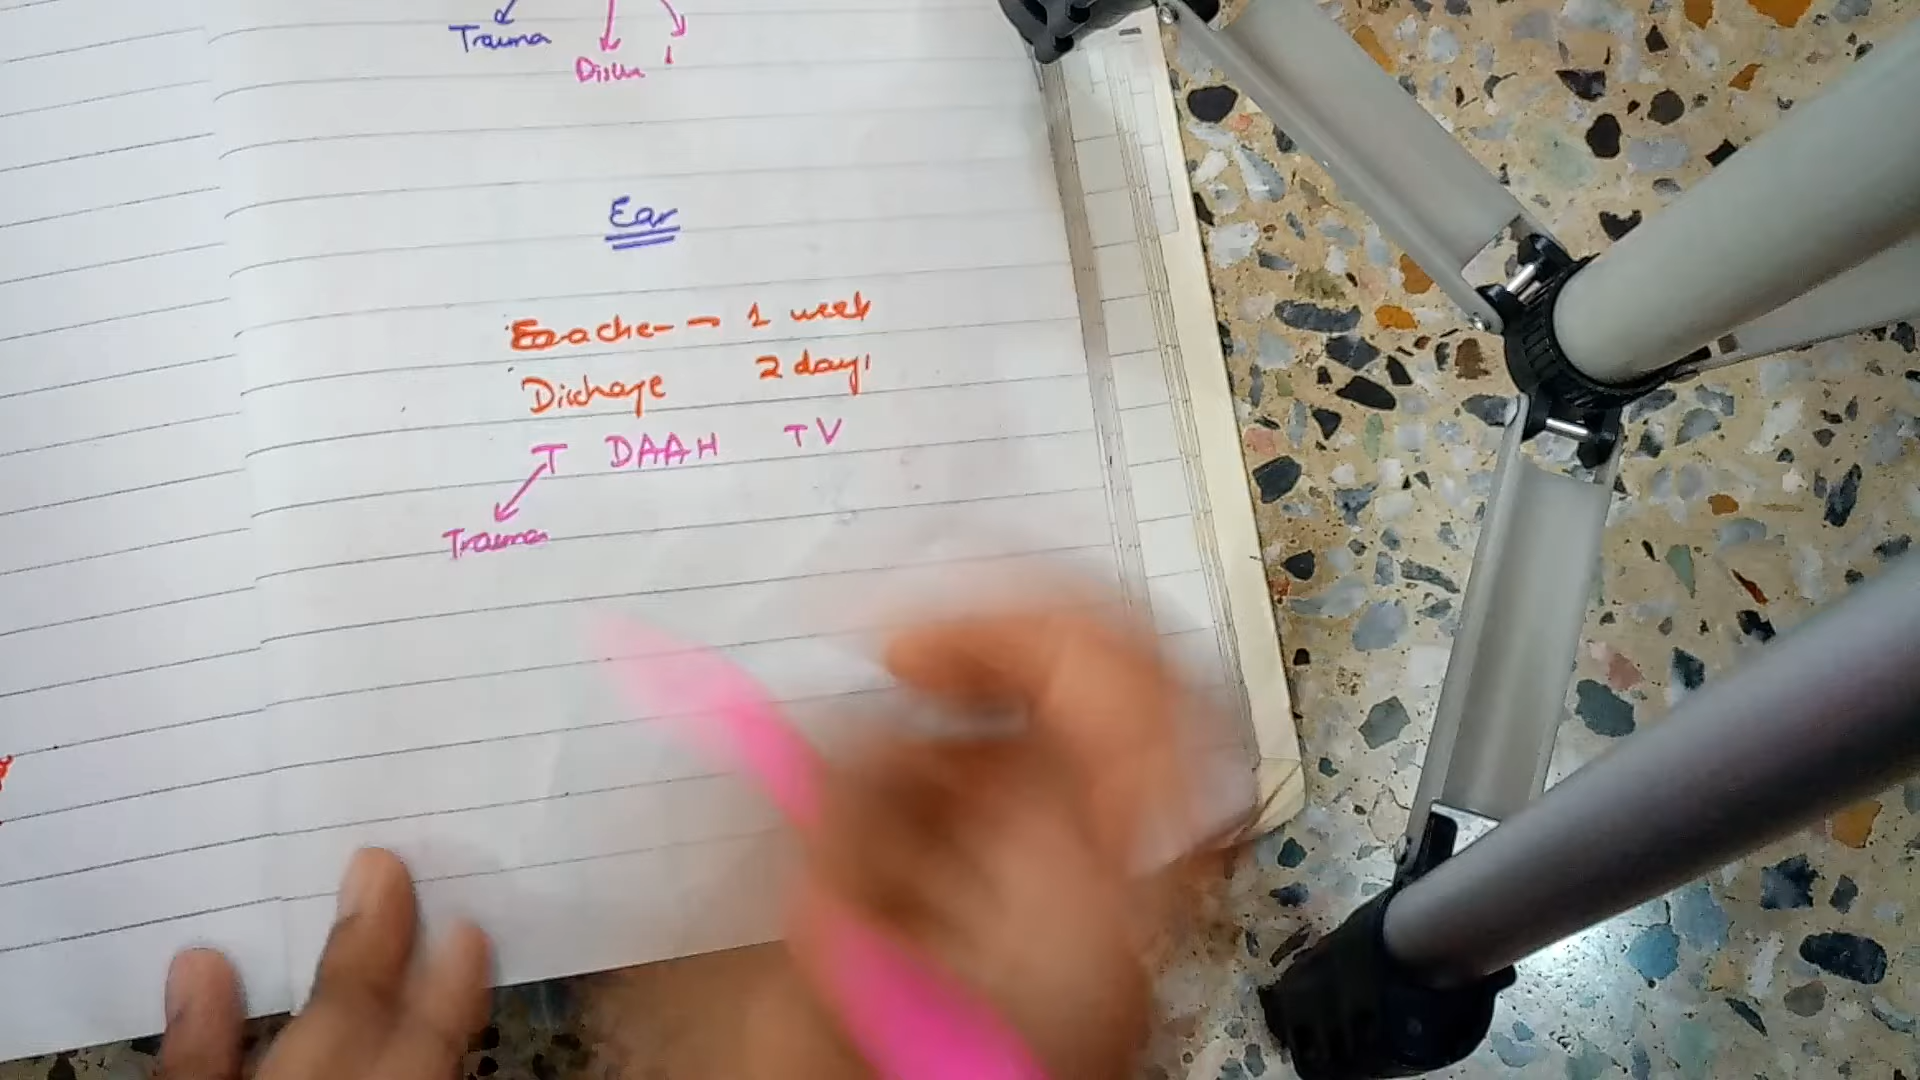 Trauma
Ear
Earache - 1 week
Discharge 2 days
T DAAH TV
Trauma